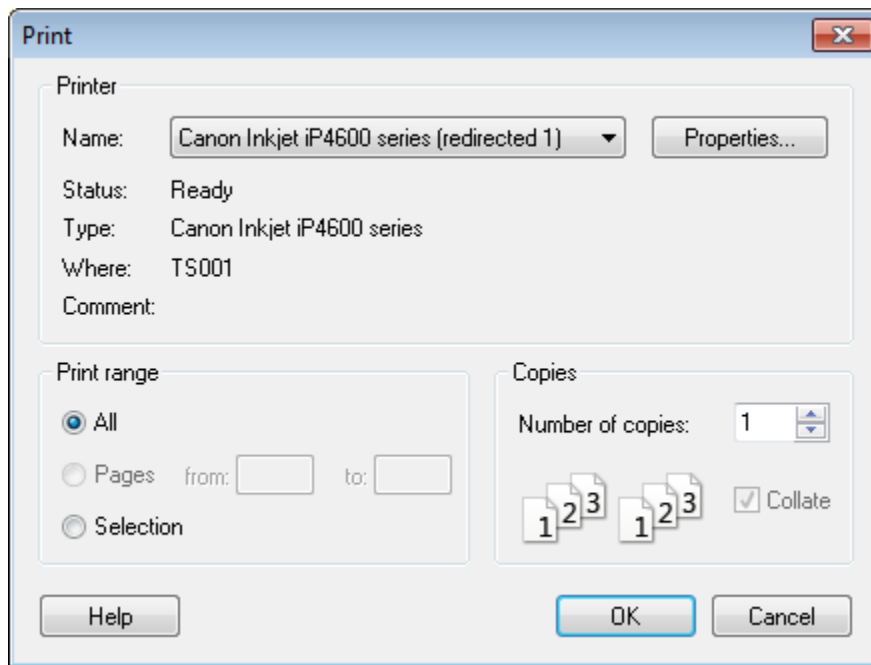 Print
Printer
Name: Canon Inkjet iP4600 series (redirected 1) Properties...
Status: Ready
Type: Canon Inkjet iP4600 series
Where: TS001
Comment:
Print range
All
Pages from: to:
Selection
Copies
Number of copies: 1
1 2 3 1 2 3 Collate
Help OK Cancel